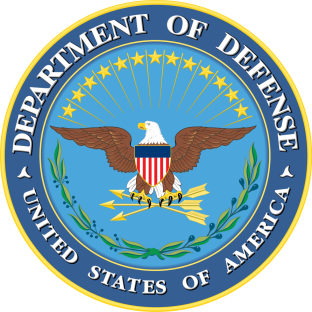 DEPARTMENT OF DEFENSE
UNITED STATES OF AMERICA